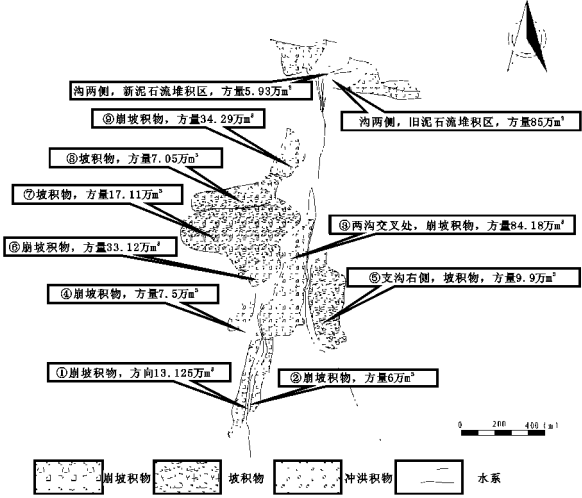 沟两侧，新泥石流堆积区，方量5.93万m³
沟两侧，旧泥石流堆积区，方量85万m³
⑨崩坡积物，方量34.29万m³
⑧坡积物，方量7.05万m³
⑦坡积物，方量17.11万m³
③两沟交叉处，崩坡积物，方量84.18万m³
⑥崩坡积物，方量33.12万m³
⑤支沟右侧，坡积物，方量9.9万m³
④崩坡积物，方量7.5万m³
①崩坡积物，方向13.125万m³
②崩坡积物，方量6万m³
0 200 400(m)
崩坡积物 坡积物 冲洪积物 水系